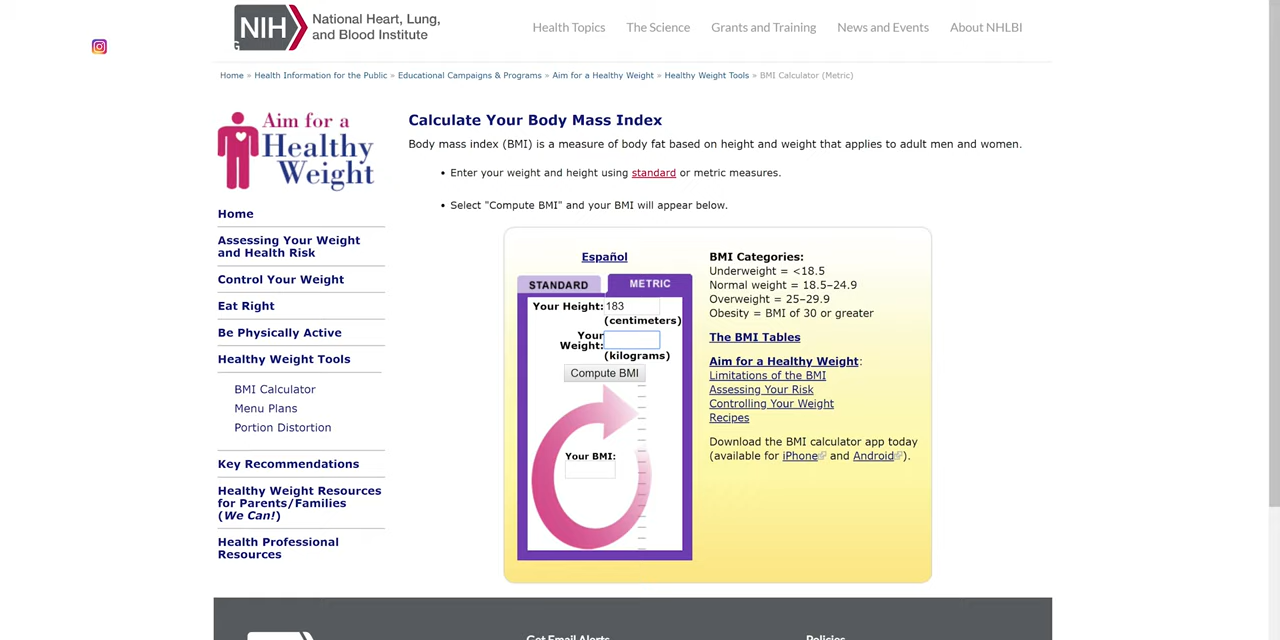 NIH National Heart, Lung,
and Blood Institute
G
Health Topics The Science Grants and Training News and Events About NHLBI
Home » Health Information for the Public » Educational Campaigns & Programs » Aim for a Healthy Weight » Healthy Weight Tools » BMI Calculator (Metric)
Aim for a
Healthy
Weight
Home
Assessing Your Weight
and Health Risk
Control Your Weight
Eat Right
Be Physically Active
Healthy Weight Tools
BMI Calculator
Menu Plans
Portion Distortion
Key Recommendations
Healthy Weight Resources
for Parents/Families
(We Can!)
Health Professional
Resources
Calculate Your Body Mass Index
Body mass index (BMI) is a measure of body fat based on height and weight that applies to adult men and women.
• Enter your weight and height using standard or metric measures.
• Select "Compute BMI" and your BMI will appear below.
Español
STANDARD METRIC
Your Height: 183
(centimeters)
Your
Weight:
(kilograms)
Compute BMI
Your BMI:
BMI Categories:
Underweight = <18.5
Normal weight = 18.5–24.9
Overweight = 25–29.9
Obesity = BMI of 30 or greater
The BMI Tables
Aim for a Healthy Weight:
Limitations of the BMI
Assessing Your Risk
Controlling Your Weight
Recipes
Download the BMI calculator app today
(available for iPhone and Android).
Get Email Alerts Policies